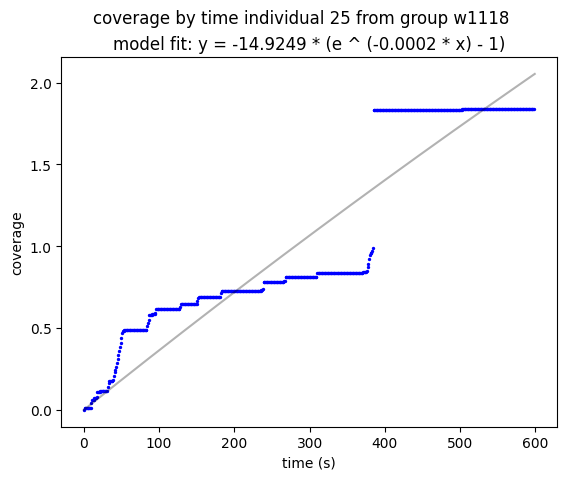 coverage by time individual 25 from group w1118
model fit: y = -14.9249 * (e ^ (-0.0002 * x) - 1)
2.0
1.5
1.0
0.5
0.0
coverage
0 100 200 300 400 500 600
time (s)